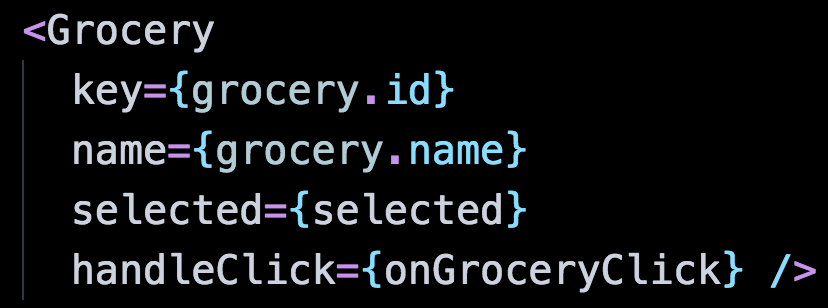 <Grocery
key={grocery.id}
name={grocery.name}
selected={selected}
handleClick={onGroceryClick} />